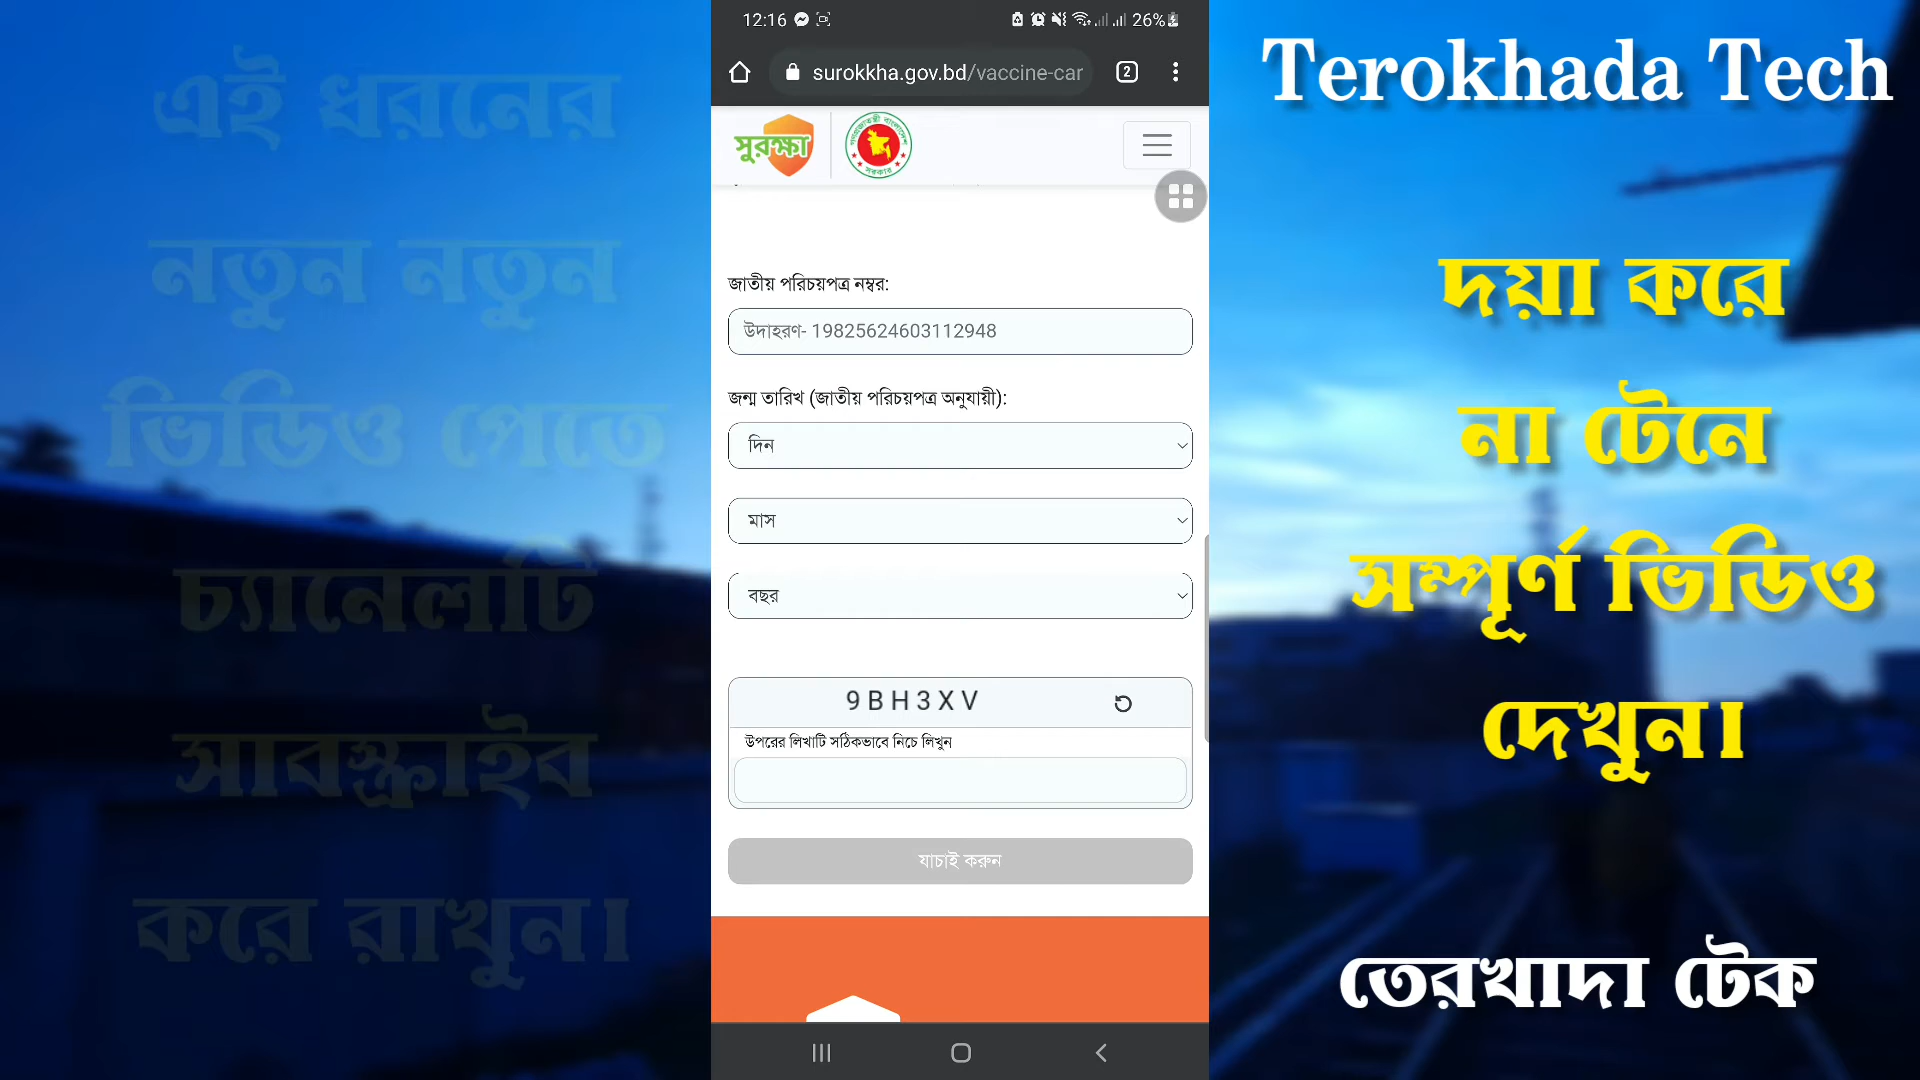 এই ধরনের
নতুন নতুন
ভিডিও পেতে
চ্যানেলটি
সাবস্ক্রাইব
করে রাখুন।
12:16
26%
surokkha.gov.bd/vaccine-car
2
সুরক্ষা
জাতীয় পরিচয়পত্র নম্বর:
উদাহরণ- 19825624603112948
জন্ম তারিখ (জাতীয় পরিচয়পত্র অনুযায়ী):
দিন
মাস
বছর
9BH3XV
উপরের লিখাটি সঠিকভাবে নিচে লিখুন
যাচাই করুন
Terokhada Tech
দয়া করে
না টেনে
সম্পূর্ণ ভিডিও
দেখুন।
তেরখাদা টেক